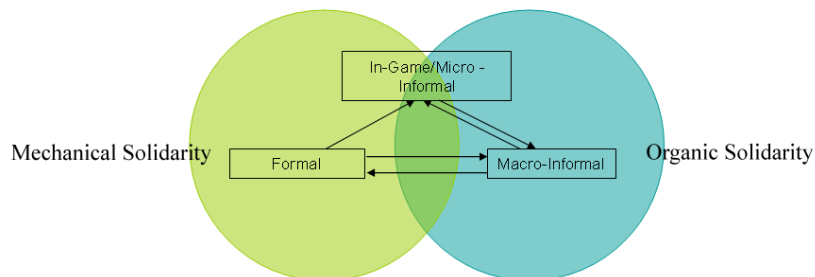 In-Game/Micro -
Informal
Mechanical Solidarity
Formal
Macro-Informal
Organic Solidarity